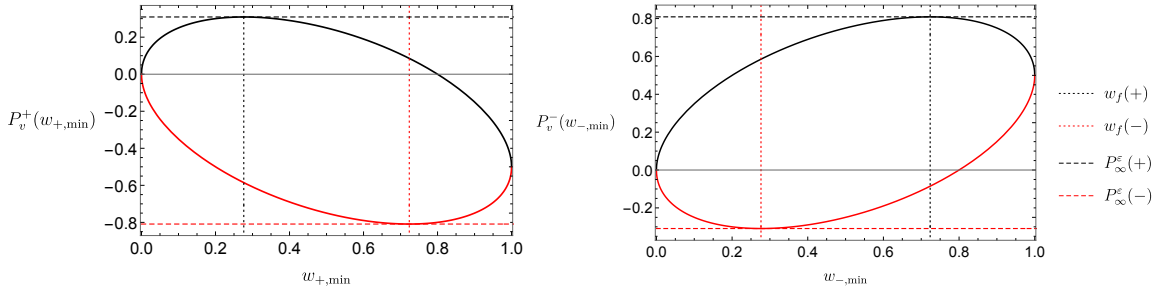 0.2
0.0
−0.2
−0.4
−0.6
−0.8
P_v^+(w_{+,min})
0.0 0.2 0.4 0.6 0.8 1.0
w_{+,min}
0.8
0.6
0.4
0.2
0.0
−0.2
P_v^−(w_{−,min})
0.0 0.2 0.4 0.6 0.8 1.0
w_{−,min}
w_f(+)
w_f(−)
P_∞^ε(+)
P_∞^ε(−)